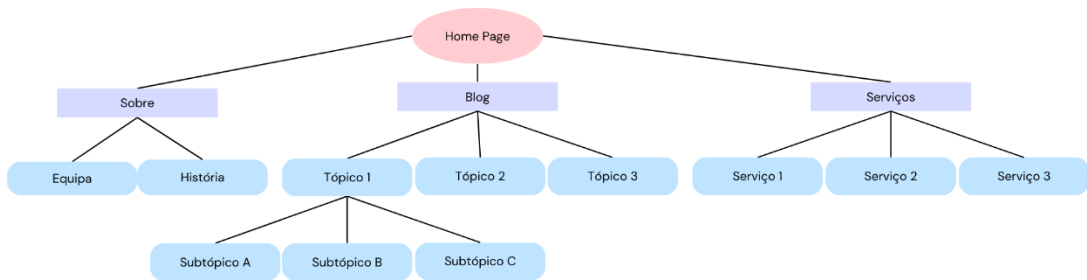 Home Page
Sobre
Blog
Serviços
Equipa
História
Tópico 1
Tópico 2
Tópico 3
Serviço 1
Serviço 2
Serviço 3
Subtópico A
Subtópico B
Subtópico C